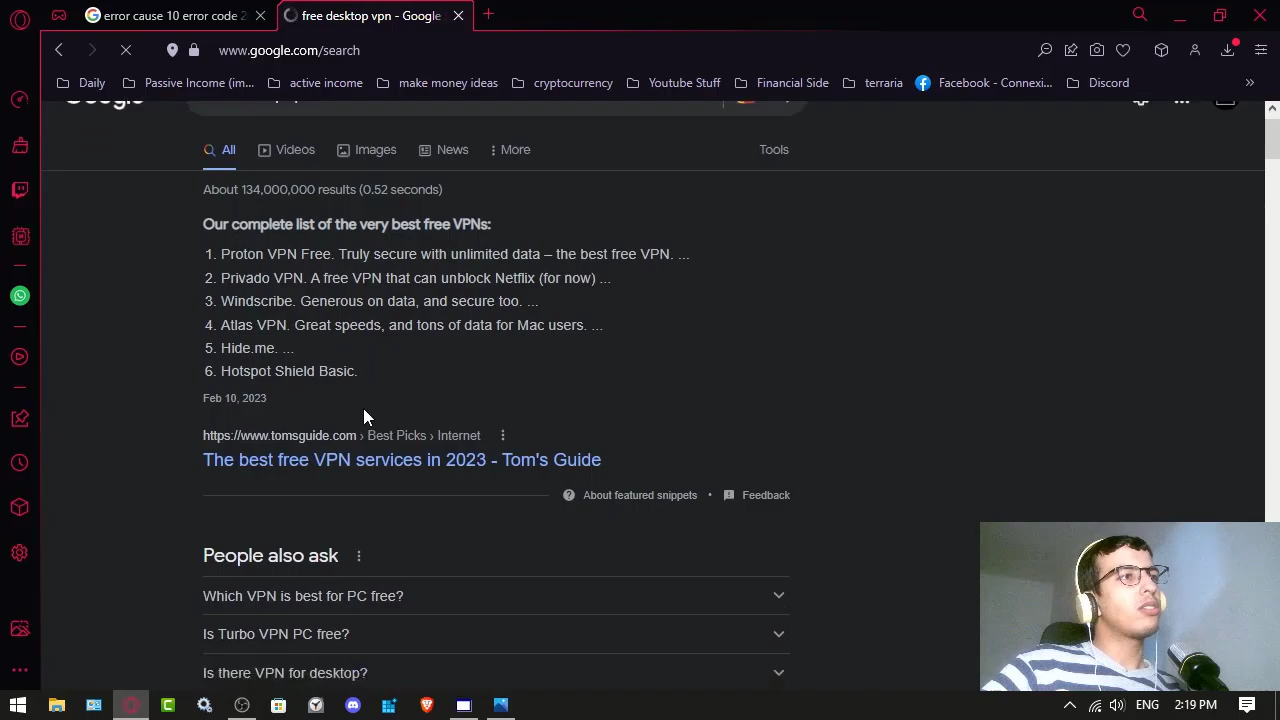 error cause 10 error code 2
free desktop vpn - Google
www.google.com/search
Daily
Passive Income (im...
active income
make money ideas
cryptocurrency
Youtube Stuff
Financial Side
terraria
Facebook - Connexi...
Discord
Google
All
Videos
Images
News
More
Tools
About 134,000,000 results (0.52 seconds)
Our complete list of the very best free VPNs:
1. Proton VPN Free. Truly secure with unlimited data – the best free VPN. ...
2. Privado VPN. A free VPN that can unblock Netflix (for now) ...
3. Windscribe. Generous on data, and secure too. ...
4. Atlas VPN. Great speeds, and tons of data for Mac users. ...
5. Hide.me. ...
6. Hotspot Shield Basic.
Feb 10, 2023
https://www.tomsguide.com › Best Picks › Internet
The best free VPN services in 2023 - Tom's Guide
About featured snippets • Feedback
People also ask
Which VPN is best for PC free?
Is Turbo VPN PC free?
Is there VPN for desktop?
ENG
2:19 PM